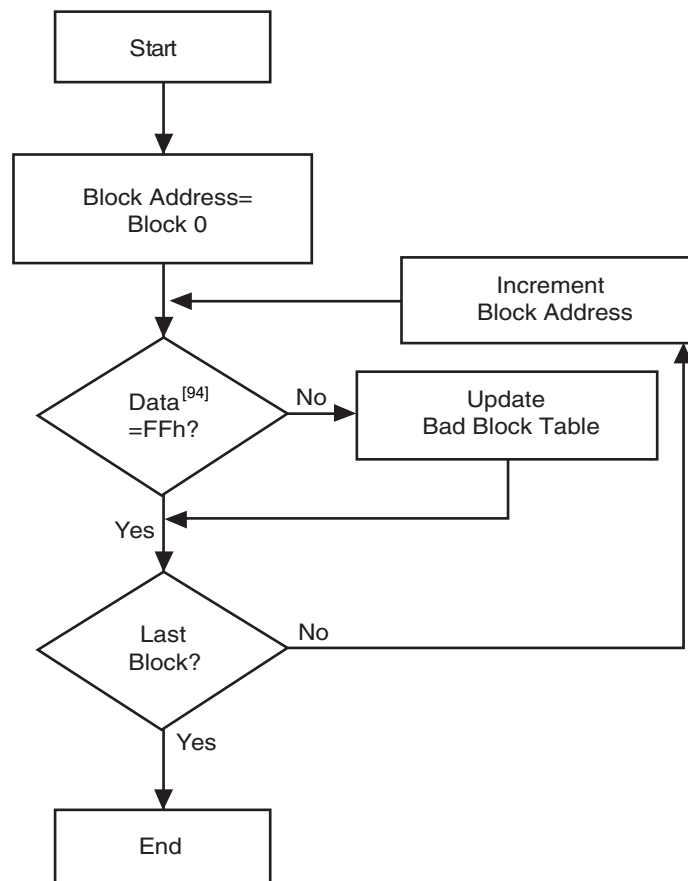 Start
Block Address=
Block 0
Increment
Block Address
Data[94]
=FFh?
No
Update
Bad Block Table
Yes
Last
Block?
No
Yes
End